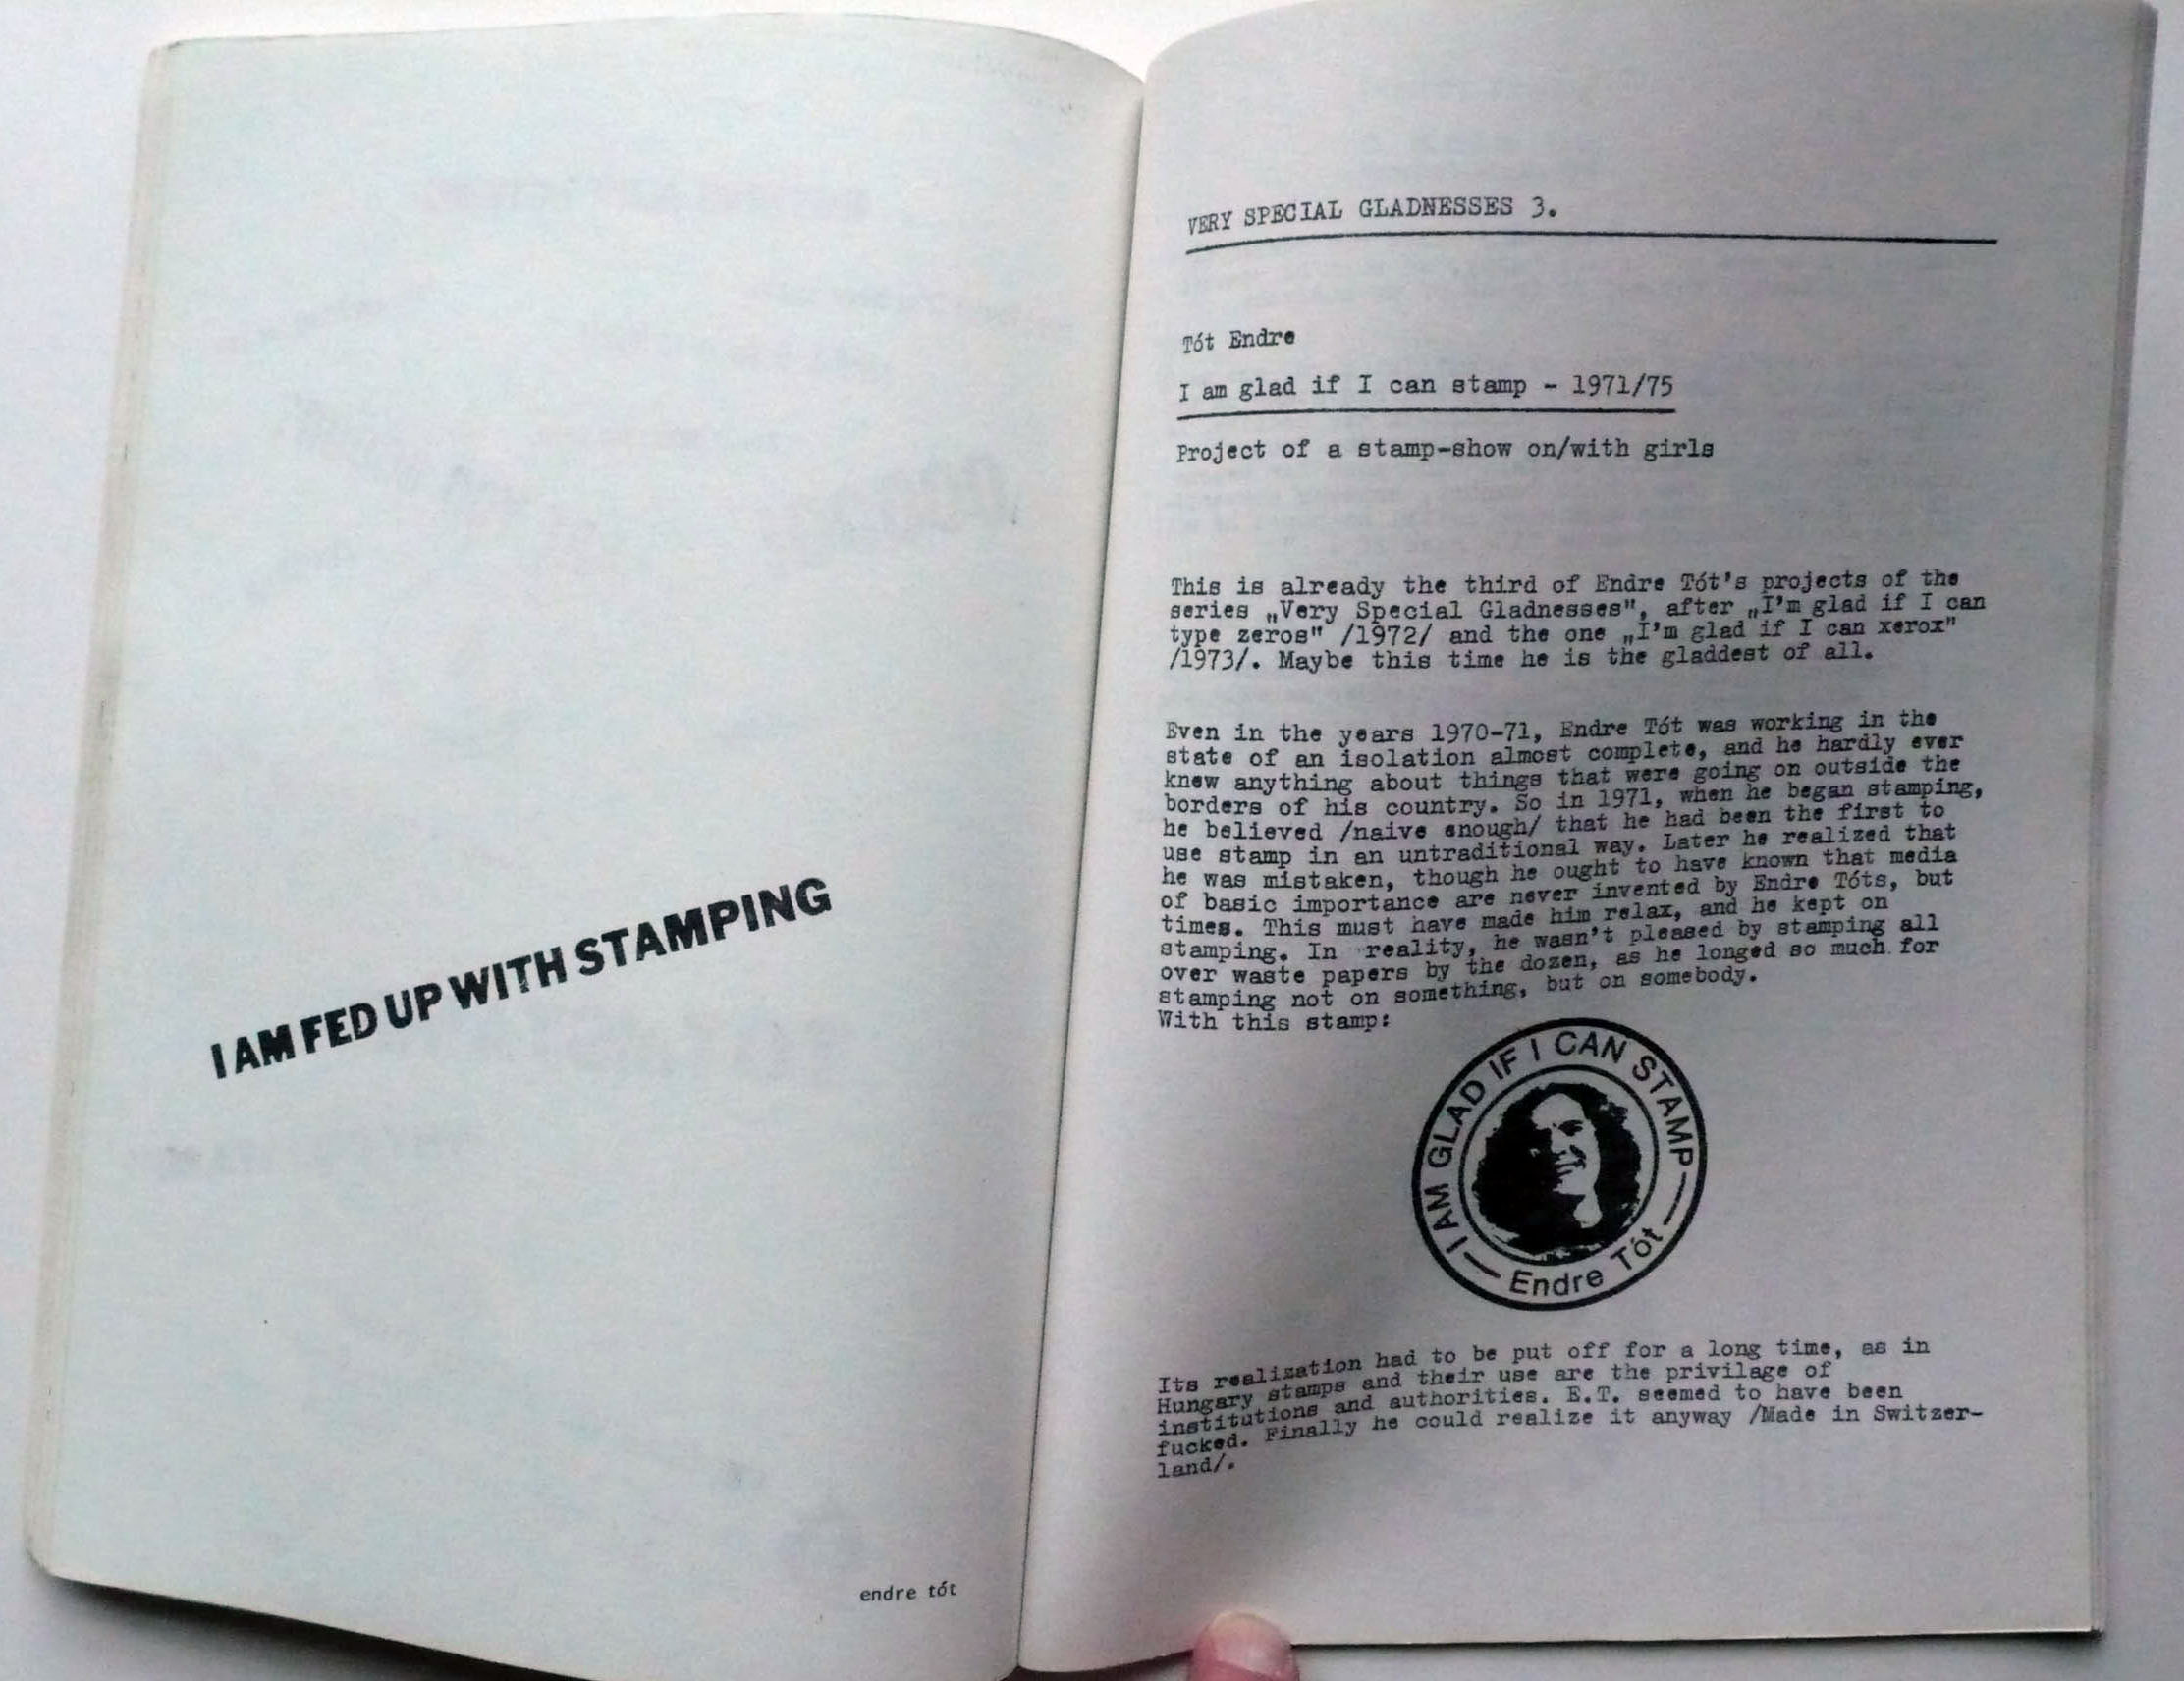 I AM FED UP WITH STAMPING
endre tót
VERY SPECIAL GLADNESSES 3.
Tót Endre
I am glad if I can stamp - 1971/75
Project of a stamp-show on/with girls
This is already the third of Endre Tót's projects of the
series „Very Special Gladnesses", after „I'm glad if I can
type zeros" /1972/ and the one „I'm glad if I can xerox"
/1973/. Maybe this time he is the gladdest of all.
Even in the years 1970-71, Endre Tót was working in the
state of an isolation almost complete, and he hardly ever
knew anything about things that were going on outside the
borders of his country. So in 1971, when he began stamping,
he believed /naive enough/ that he had been the first to
use stamp in an untraditional way. Later he realized that
he was mistaken, though he ought to have known that media
of basic importance are never invented by Endre Tóts, but
times. This must have made him relax, and he kept on
stamping. In reality, he wasn't pleased by stamping all
over waste papers by the dozen, as he longed so much for
stamping not on something, but on somebody.
With this stamp:
I AM GLAD IF I CAN STAMP
Endre Tót
Its realization had to be put off for a long time, as in
Hungary stamps and their use are the privilage of
institutions and authorities. E.T. seemed to have been
fucked. Finally he could realize it anyway /Made in Switzer-
land/.